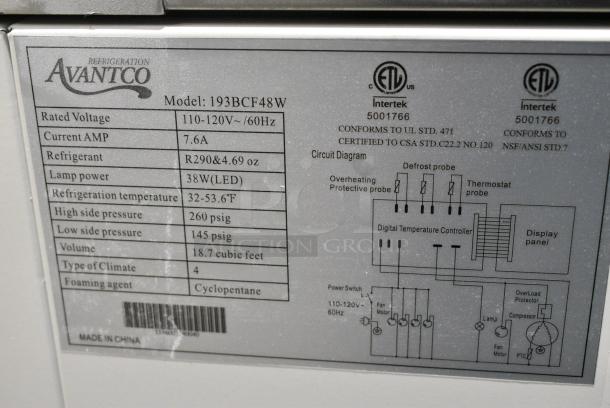 REFRIGERATION
AVANTCO
Model: 193BCF48W
Rated Voltage 110-120V~ /60Hz
Current AMP 7.6A
Refrigerant R290&4.69 oz
Lamp power 38W(LED)
Refrigeration temperature 32-53.6℉
High side pressure 260 psig
Low side pressure 145 psig
Volume 18.7 cubic feet
Type of Climate 4
Foaming agent Cyclopentane
MADE IN CHINA
C ETL US
Intertek
5001766
CONFORMS TO UL STD. 471
CERTIFIED TO CSA STD.C22.2 NO.120
ETL
Intertek
5001766
CONFORMS TO
NSF/ANSI STD.7
Circuit Diagram
Defrost probe
Overheating
Protective probe
Thermostat
probe
Digital Temperature Controller
Display
panel
Power Switch
110-120V~
60Hz
Fan
Motor
Lamp
Fan
Motor
OverLoad
Protector
Compressor
PTC
AUCTION GROUP